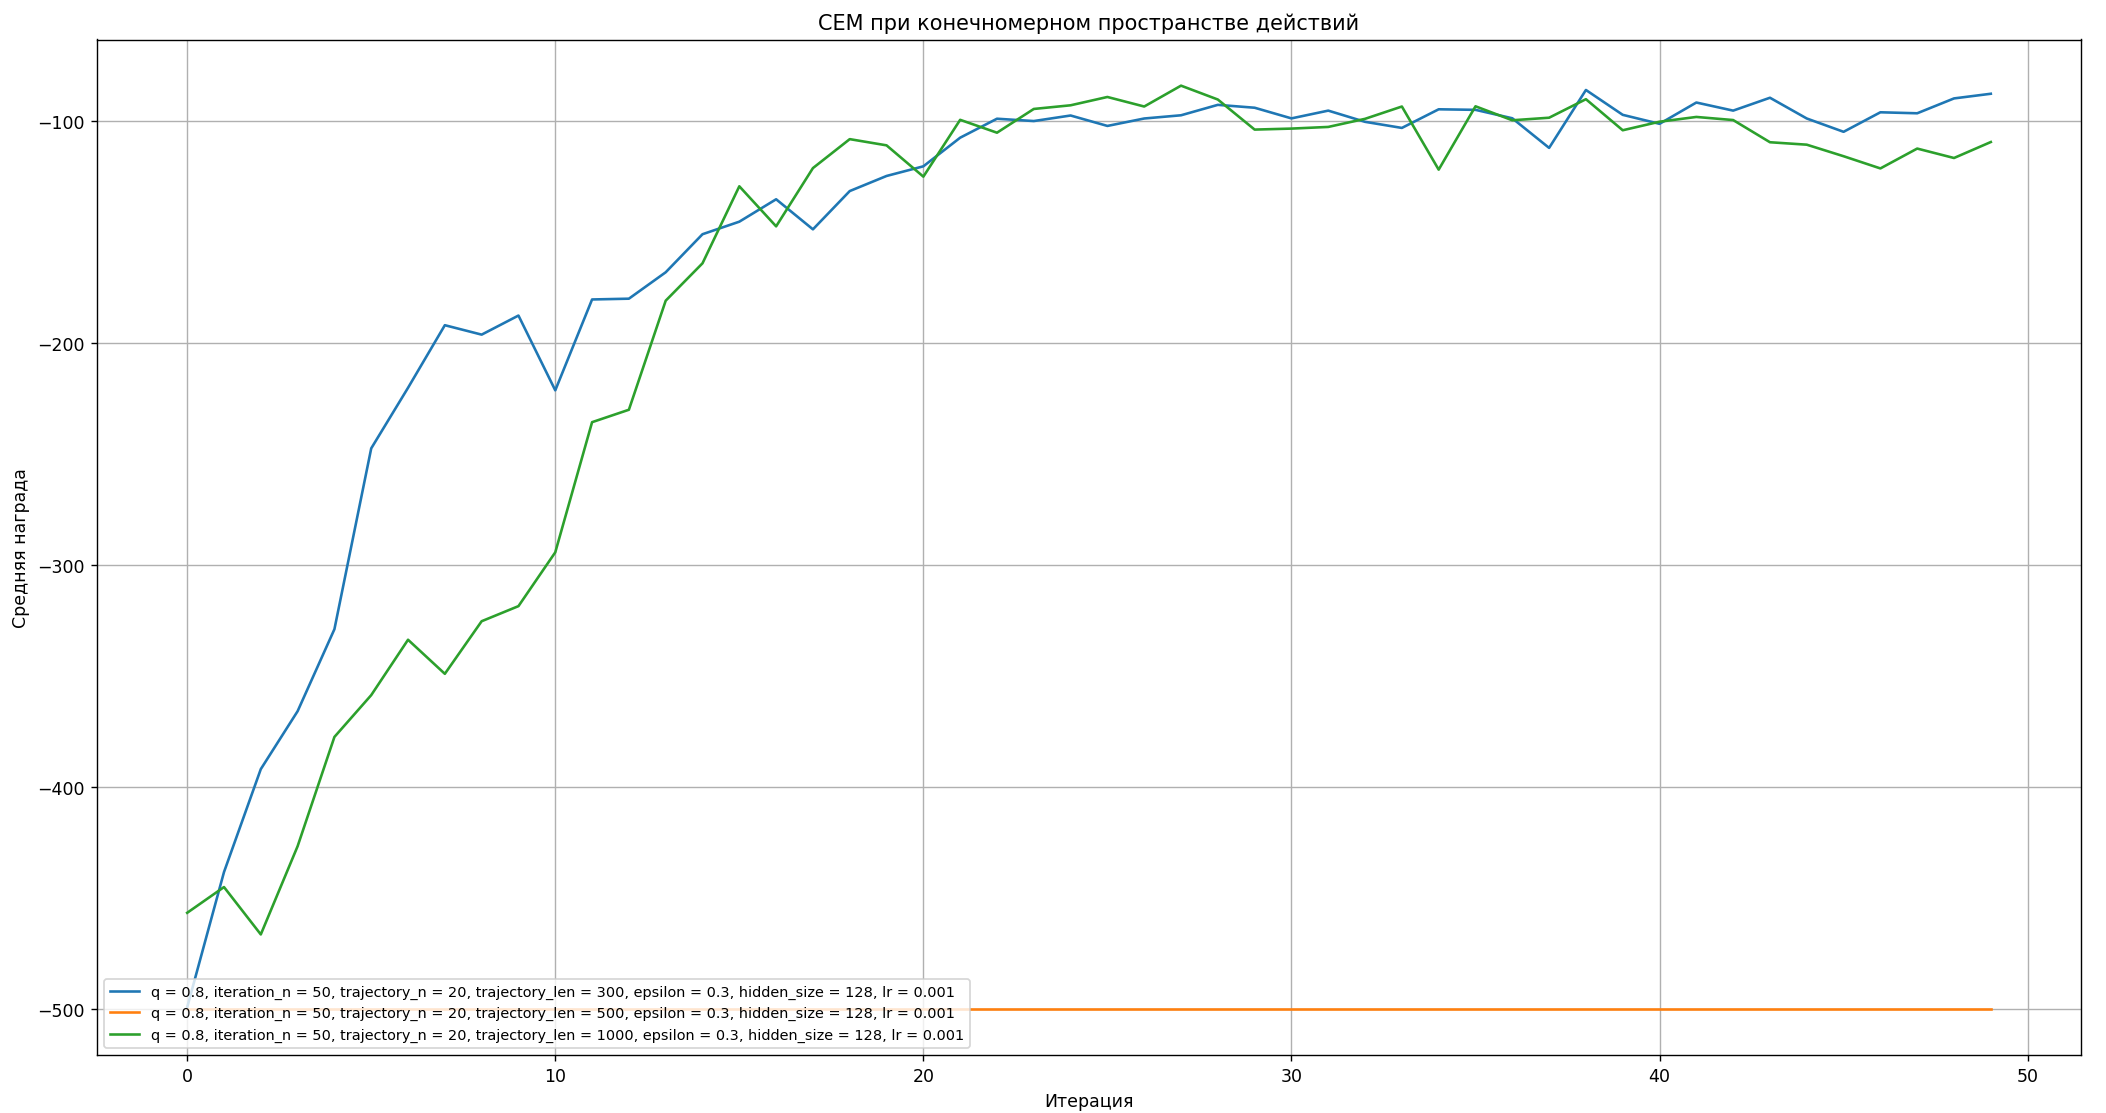 CEM при конечномерном пространстве действий
Средняя награда
−100
−200
−300
−400
−500
q = 0.8, iteration_n = 50, trajectory_n = 20, trajectory_len = 300, epsilon = 0.3, hidden_size = 128, lr = 0.001
q = 0.8, iteration_n = 50, trajectory_n = 20, trajectory_len = 500, epsilon = 0.3, hidden_size = 128, lr = 0.001
q = 0.8, iteration_n = 50, trajectory_n = 20, trajectory_len = 1000, epsilon = 0.3, hidden_size = 128, lr = 0.001
0 10 20 30 40 50
Итерация